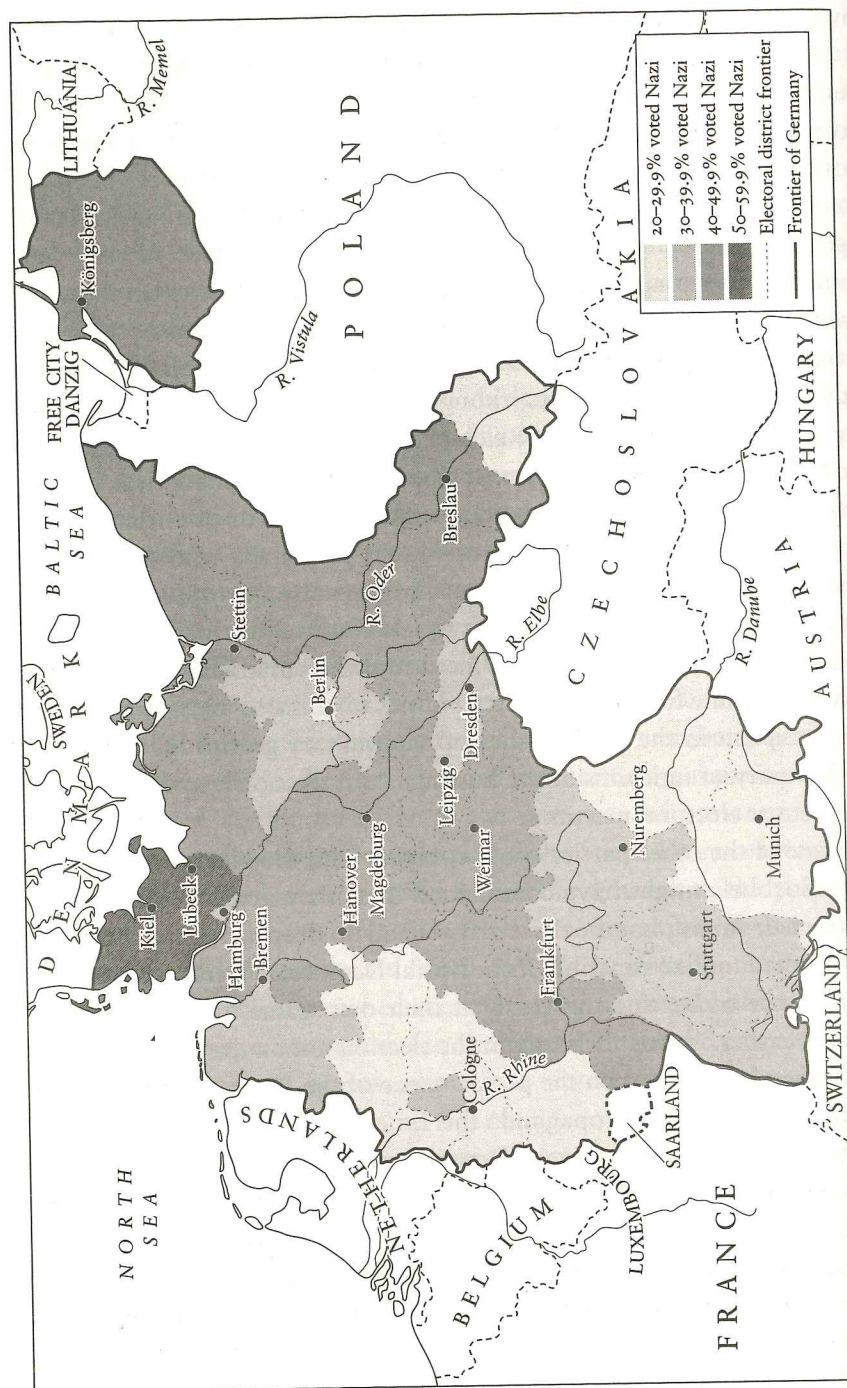 NORTH
SEA
DENMARK
SWEDEN
BALTIC
SEA
FREE CITY
DANZIG
LITHUANIA
R. Memel
Königsberg
Kiel
Lübeck
Hamburg
Bremen
Stettin
R. Vistula
POLAND
NETHERLANDS
Hanover
Magdeburg
Berlin
R. Oder
Breslau
BELGIUM
Cologne
R. Rhine
Leipzig
Weimar
Dresden
R. Elbe
LUXEMBOURG
SAARLAND
Frankfurt
Nuremberg
CZECHOSLOVAKIA
FRANCE
Stuttgart
Munich
R. Danube
SWITZERLAND
AUSTRIA
HUNGARY
20–29.9% voted Nazi
30–39.9% voted Nazi
40–49.9% voted Nazi
50–59.9% voted Nazi
Electoral district frontier
Frontier of Germany